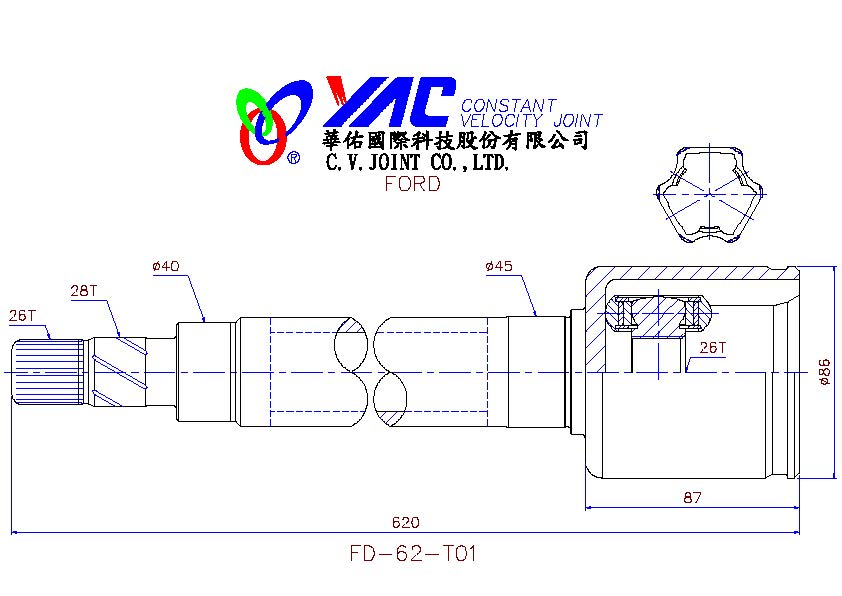 YAC CONSTANT
VELOCITY JOINT
®
華佑國際科技股份有限公司
C.V.JOINT CO.,LTD.
FORD
ø40
ø45
28T
26T
26T
ø86
87
620
FD-62-T01